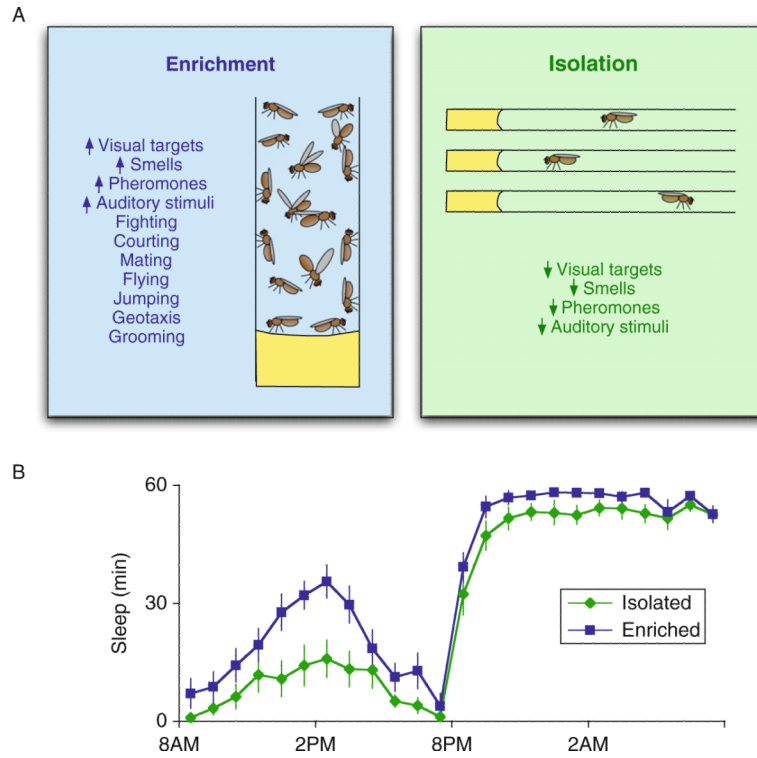 A
Enrichment
↑ Visual targets
↑ Smells
↑ Pheromones
↑ Auditory stimuli
Fighting
Courting
Mating
Flying
Jumping
Geotaxis
Grooming
Isolation
↓ Visual targets
↓ Smells
↓ Pheromones
↓ Auditory stimuli
B
60
30
0
Sleep (min)
Isolated
Enriched
8AM 2PM 8PM 2AM